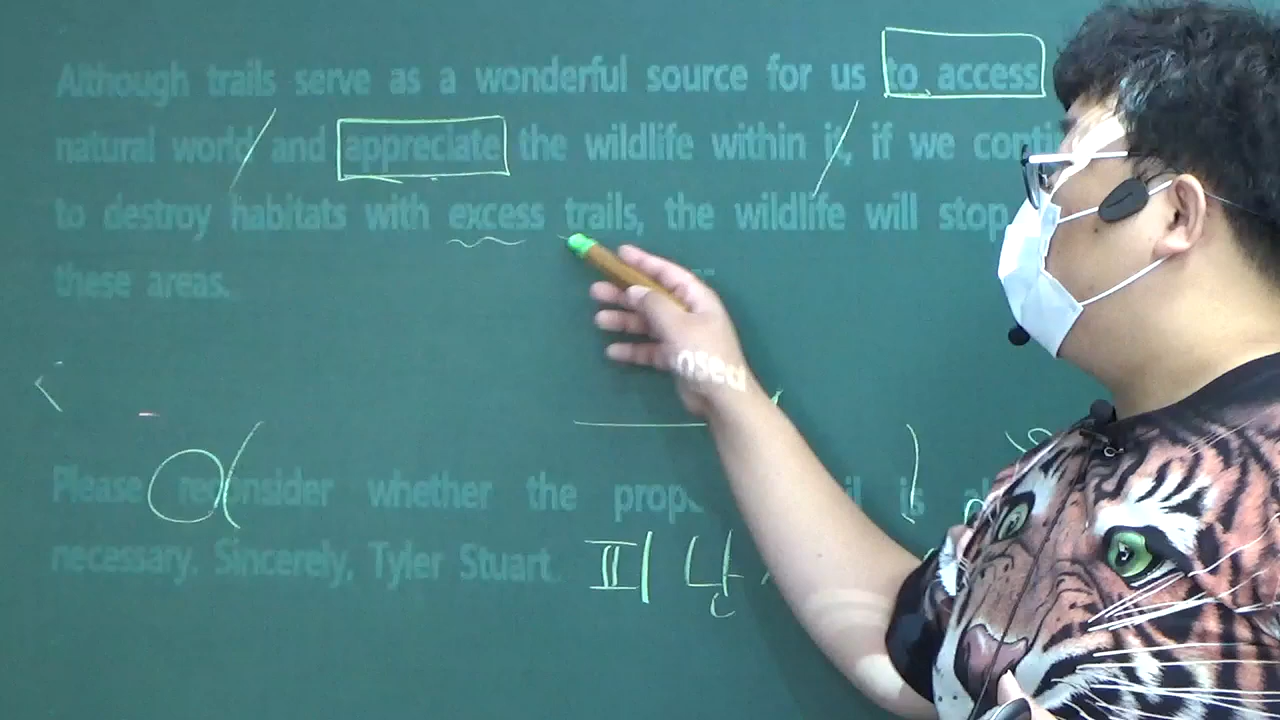 Although trails serve as a wonderful source for us to access
natural world and appreciate the wildlife within it, if we
to destroy habitats with excess trails, the wildlife will stop
these areas.
Please reconsider whether the is
necessary. Sincerely, Tyler Stuart.